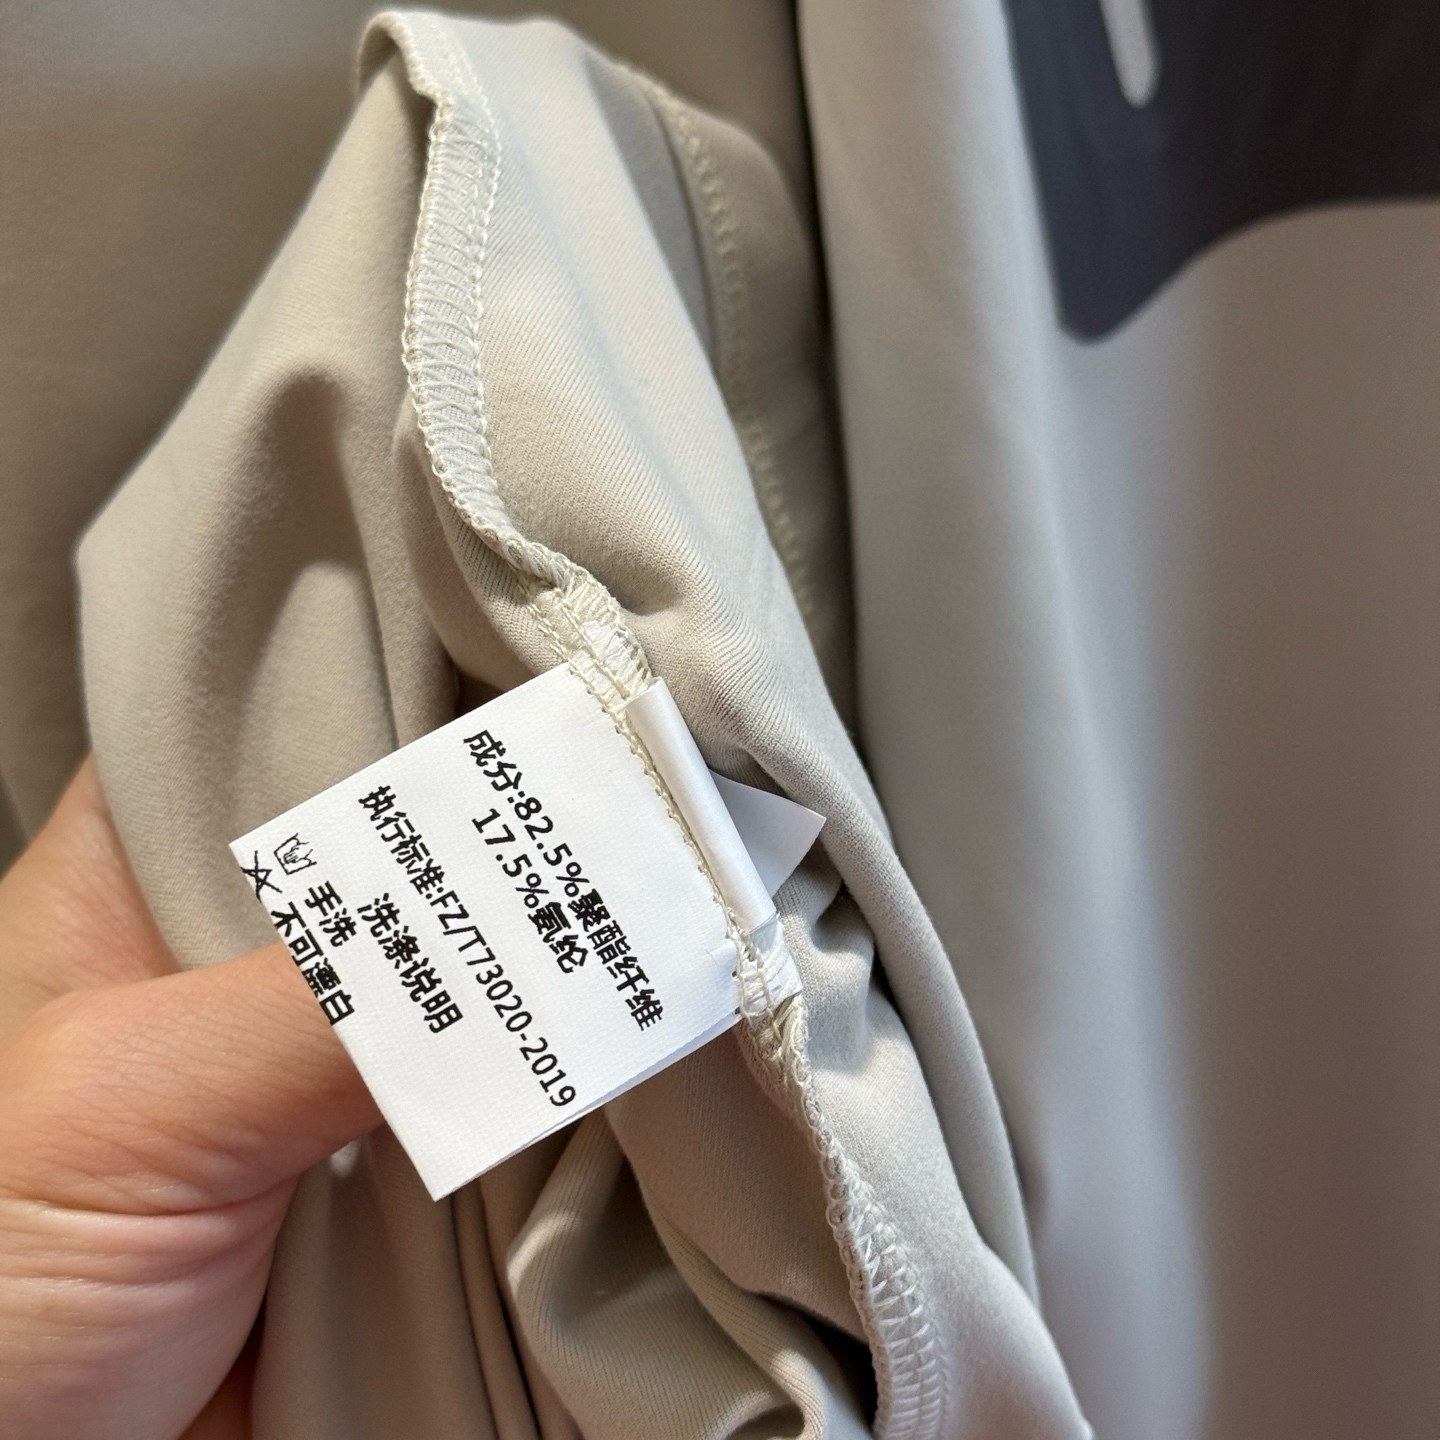 成分:82.5%聚酯纤维
17.5%氨纶
执行标准:FZ/T73020-2019
洗涤说明
手洗
不可漂白